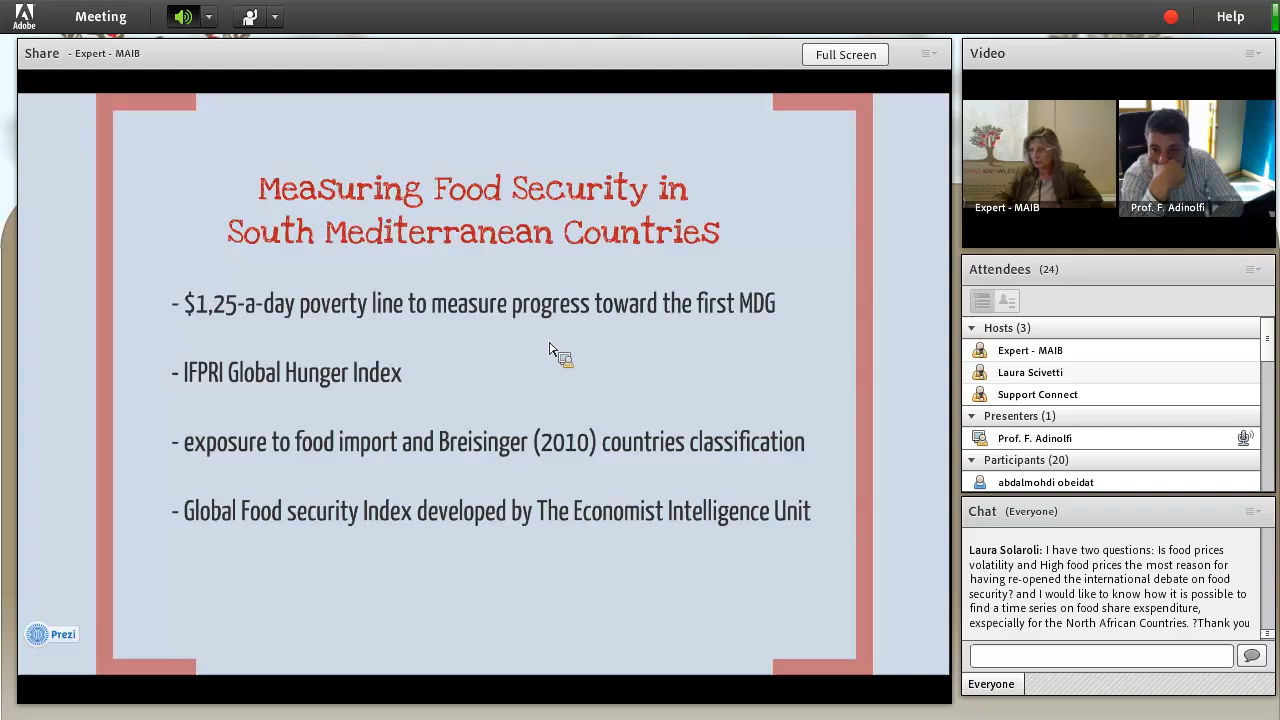 Adobe
Meeting
Help
Share - Expert - MAIB
Full Screen
Measuring Food Security in
South Mediterranean Countries
- $1,25-a-day poverty line to measure progress toward the first MDG
- IFPRI Global Hunger Index
- exposure to food import and Breisinger (2010) countries classification
- Global Food security Index developed by The Economist Intelligence Unit
Prezi
Video
Expert - MAIB
Prof. F. Adinolfi
Attendees (24)
Hosts (3)
Expert - MAIB
Laura Scivetti
Support Connect
Presenters (1)
Prof. F. Adinolfi
Participants (20)
abdalmohdi obeidat
Chat (Everyone)
Laura Solaroli: I have two questions: Is food prices
volatility and High food prices the most reason for
having re-opened the international debate on food
security? and I would like to know how it is possible to
find a time series on food share exspenditure,
exspecially for the North African Countries. ?Thank you
Everyone